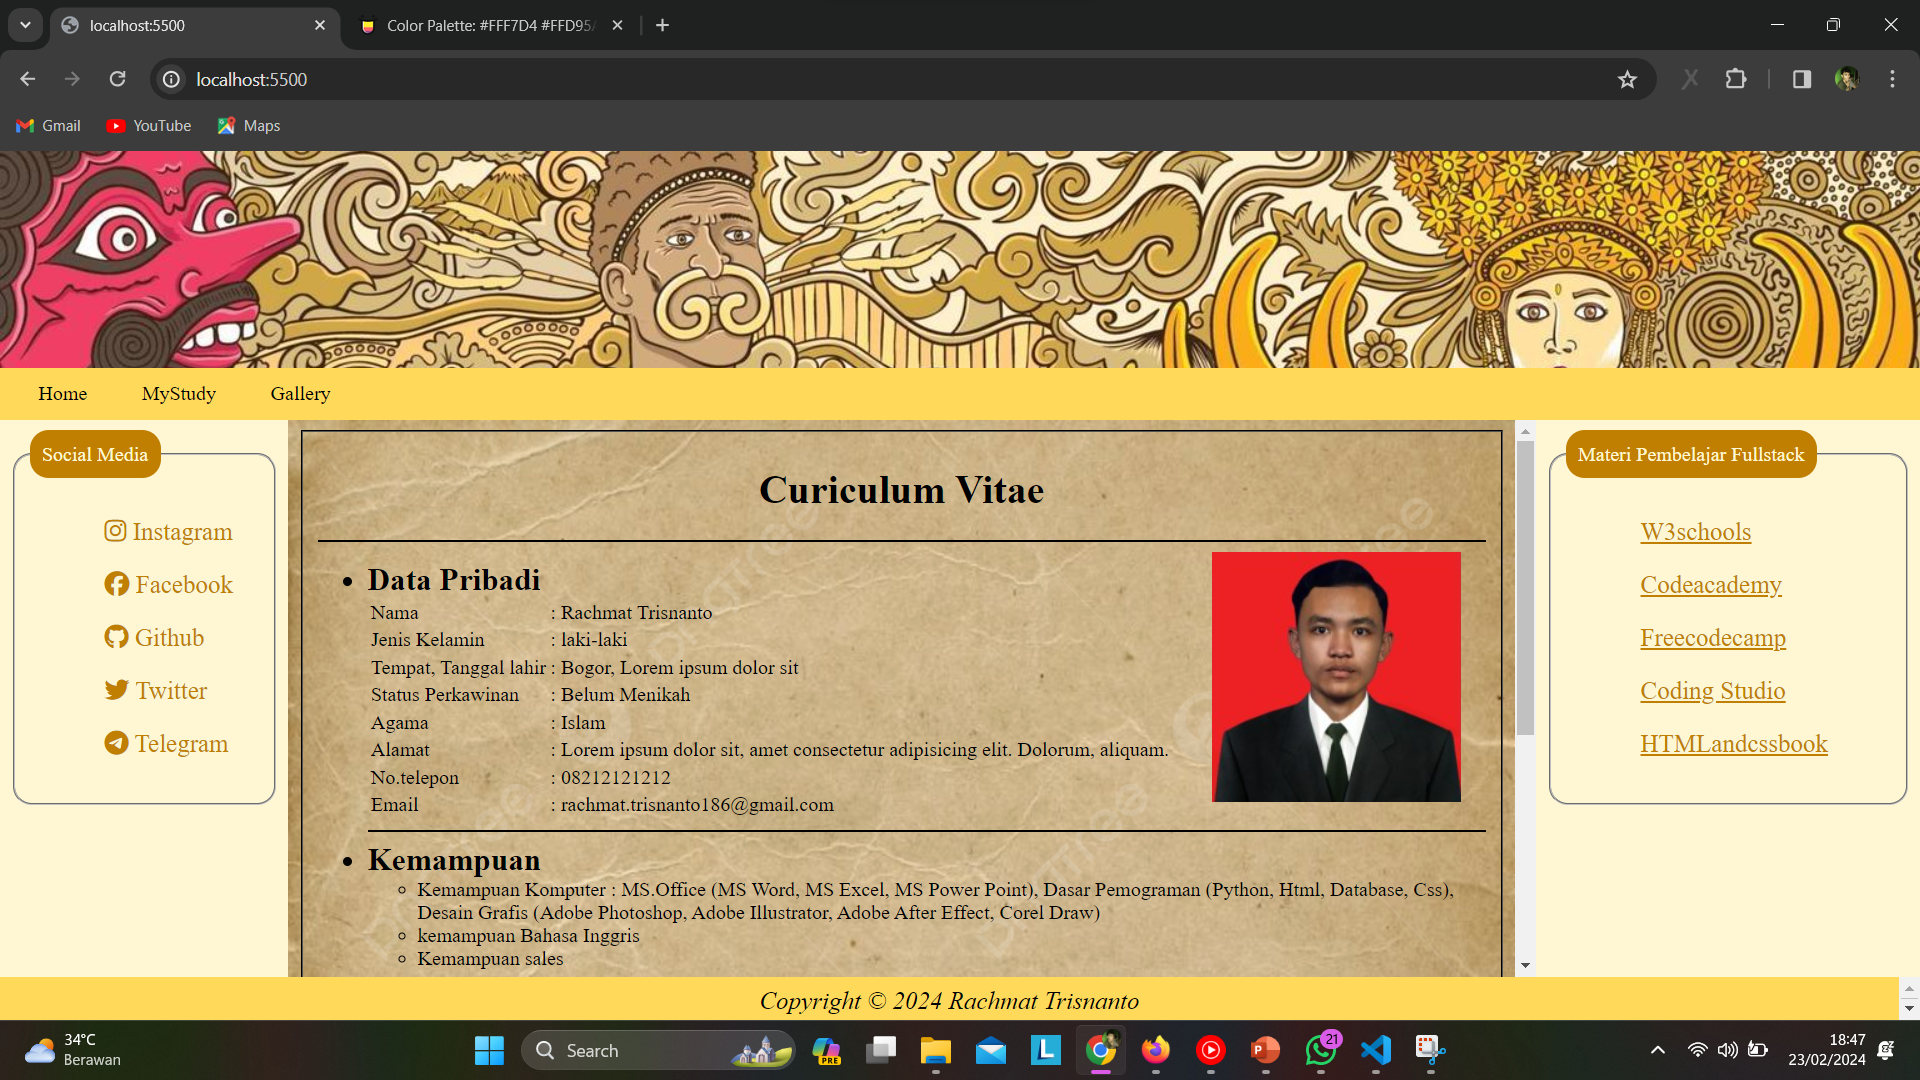 localhost:5500
Color Palette: #FFF7D4 #FFD95
localhost:5500
Gmail
YouTube
Maps
Home
MyStudy
Gallery
Social Media
Instagram
Facebook
Github
Twitter
Telegram
Curiculum Vitae
Data Pribadi
Nama : Rachmat Trisnanto
Jenis Kelamin : laki-laki
Tempat, Tanggal lahir : Bogor, Lorem ipsum dolor sit
Status Perkawinan : Belum Menikah
Agama : Islam
Alamat : Lorem ipsum dolor sit, amet consectetur adipisicing elit. Dolorum, aliquam.
No.telepon : 08212121212
Email : rachmat.trisnanto186@gmail.com
Kemampuan
Kemampuan Komputer : MS.Office (MS Word, MS Excel, MS Power Point), Dasar Pemograman (Python, Html, Database, Css),
Desain Grafis (Adobe Photoshop, Adobe Illustrator, Adobe After Effect, Corel Draw)
kemampuan Bahasa Inggris
Kemampuan sales
Materi Pembelajar Fullstack
W3schools
Codeacademy
Freecodecamp
Coding Studio
HTMLandcssbook
Copyright © 2024 Rachmat Trisnanto
34°C
Berawan
Search
PRE
L
P
21
18:47
23/02/2024